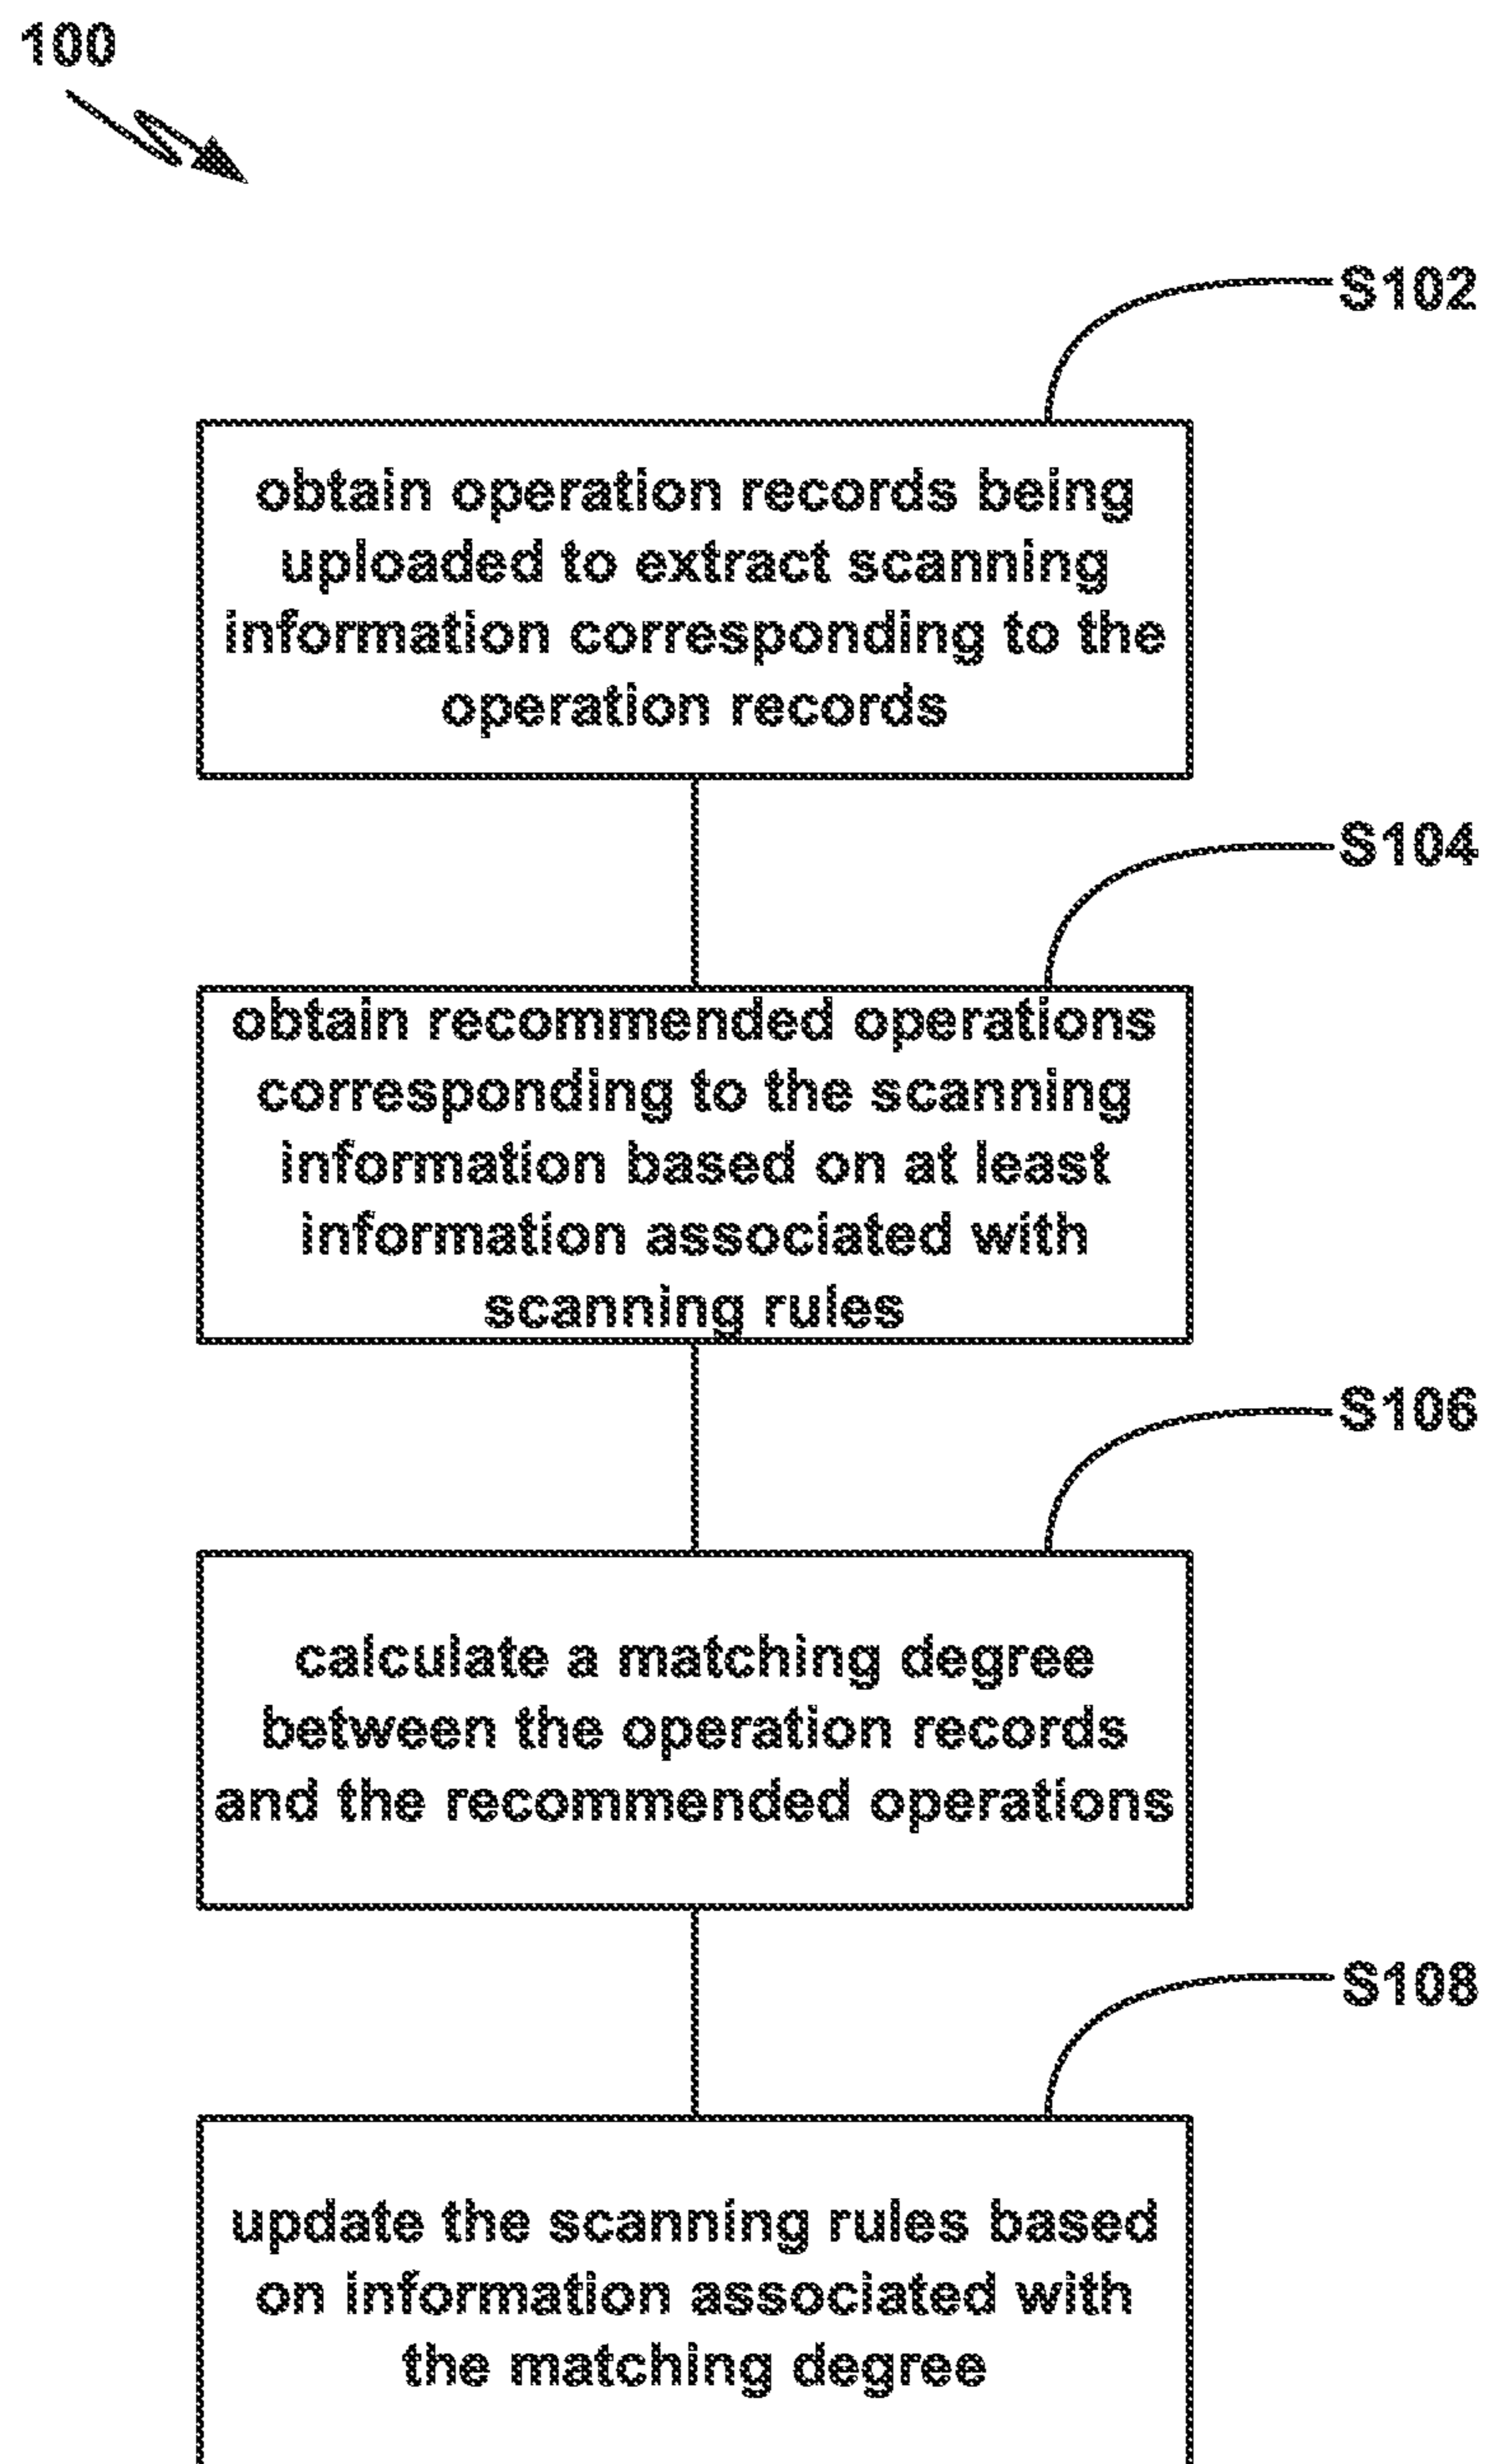 100
S102
obtain operation records being
uploaded to extract scanning
information corresponding to the
operation records
S104
obtain recommended operations
corresponding to the scanning
information based on at least
information associated with
scanning rules
S106
calculate a matching degree
between the operation records
and the recommended operations
S108
update the scanning rules based
on information associated with
the matching degree